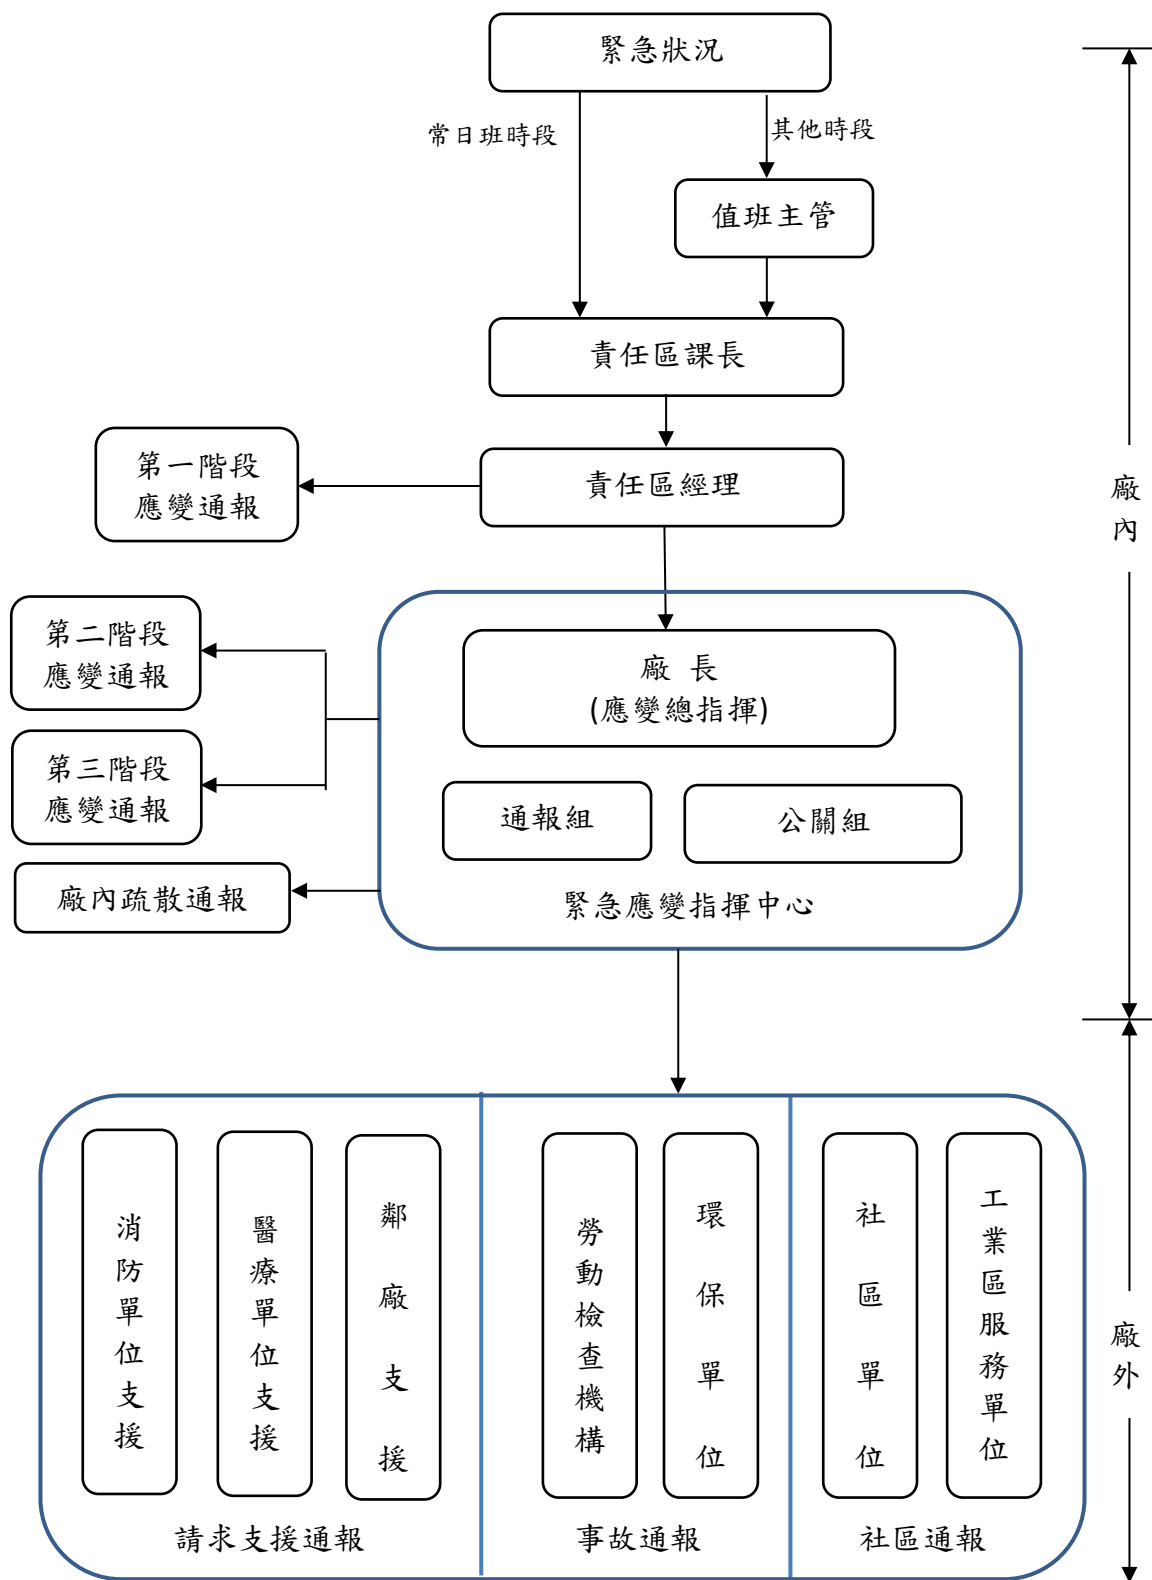 緊急狀況
常日班時段
其他時段
值班主管
責任區課長
第一階段
應變通報
責任區經理
廠內
第二階段
應變通報
廠 長
(應變總指揮)
第三階段
應變通報
通報組
公關組
廠內疏散通報
緊急應變指揮中心
消防單位支援
醫療單位支援
鄰廠支援
勞動檢查機構
環保單位
社區單位
工業區服務單位
廠外
請求支援通報
事故通報
社區通報